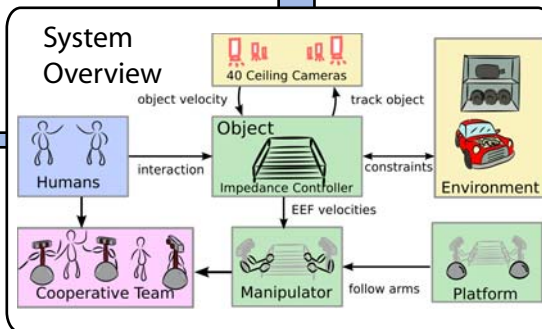 System
Overview
40 Ceiling Cameras
object velocity
track object
Object
Humans
interaction
Impedance Controller
constraints
Environment
EEF velocities
Cooperative Team
Manipulator
follow arms
Platform